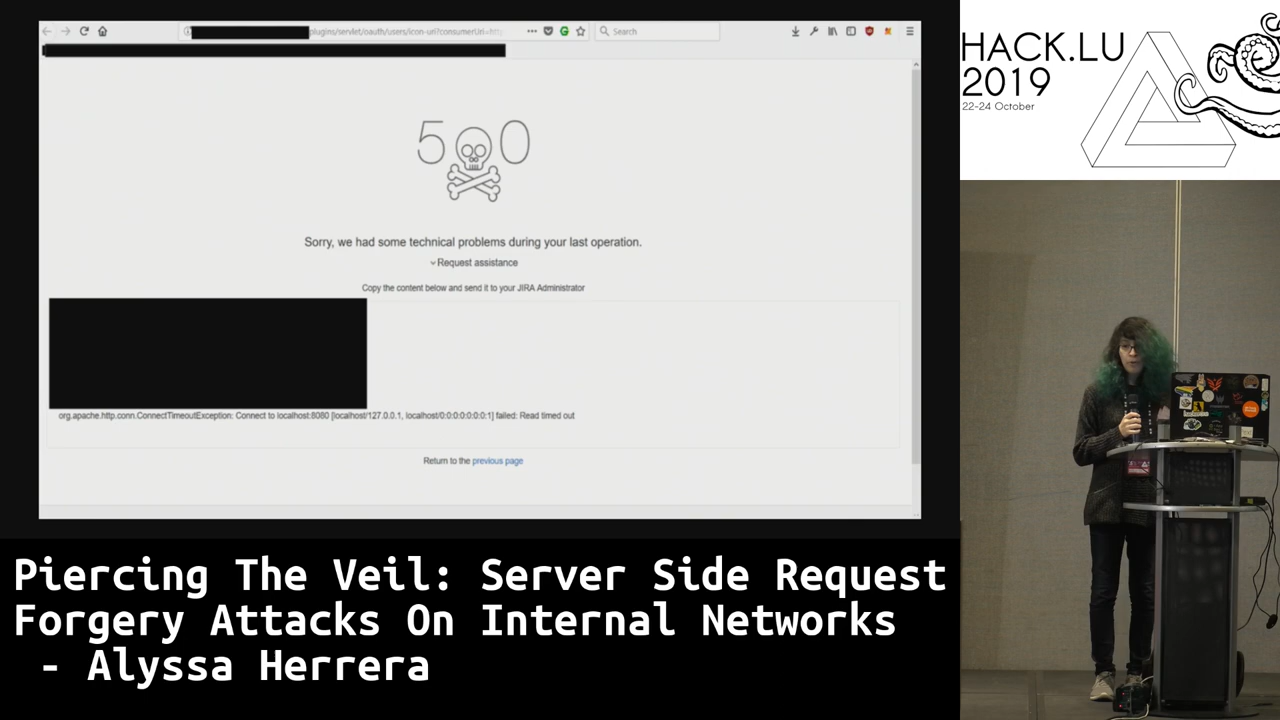 plugins/servlet/oauth/users/icon-uri?consumerUri=http:
Search
500
Sorry, we had some technical problems during your last operation.
Request assistance
Copy the content below and send it to your JIRA Administrator
org.apache.http.conn.ConnectTimeoutException: Connect to localhost:8080 [localhost/127.0.0.1, localhost/0:0:0:0:0:0:0:1] failed: Read timed out
Return to the previous page
HACK.LU
2019
22-24 October
Piercing The Veil: Server Side Request
Forgery Attacks On Internal Networks
- Alyssa Herrera